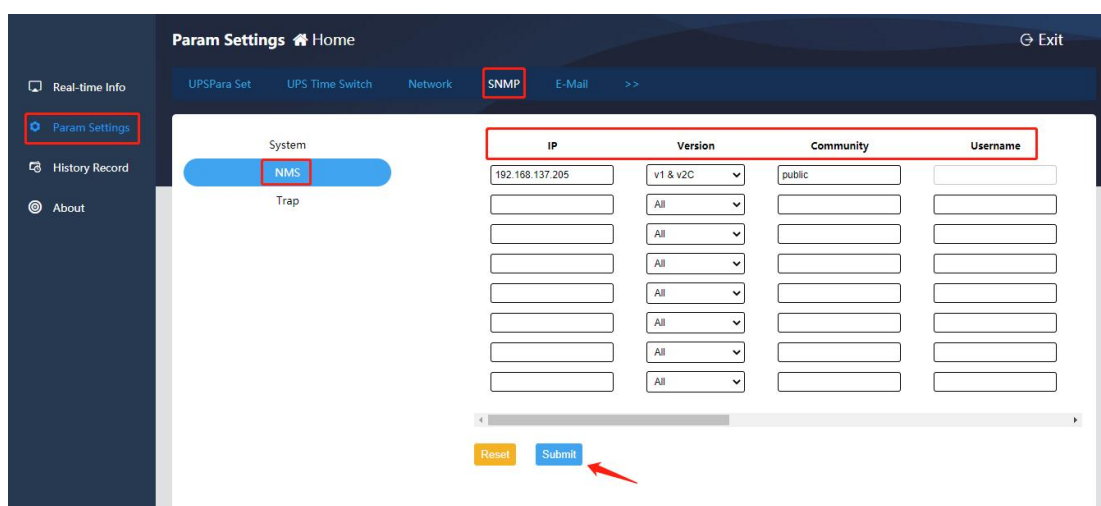 Param Settings Home
Exit
Real-time Info
Param Settings
History Record
About
UPSPara Set UPS Time Switch Network SNMP E-Mail >>
System
NMS
Trap
IP Version Community Username
192.168.137.205 v1 & v2C public
All
All
All
All
All
All
All
Reset Submit